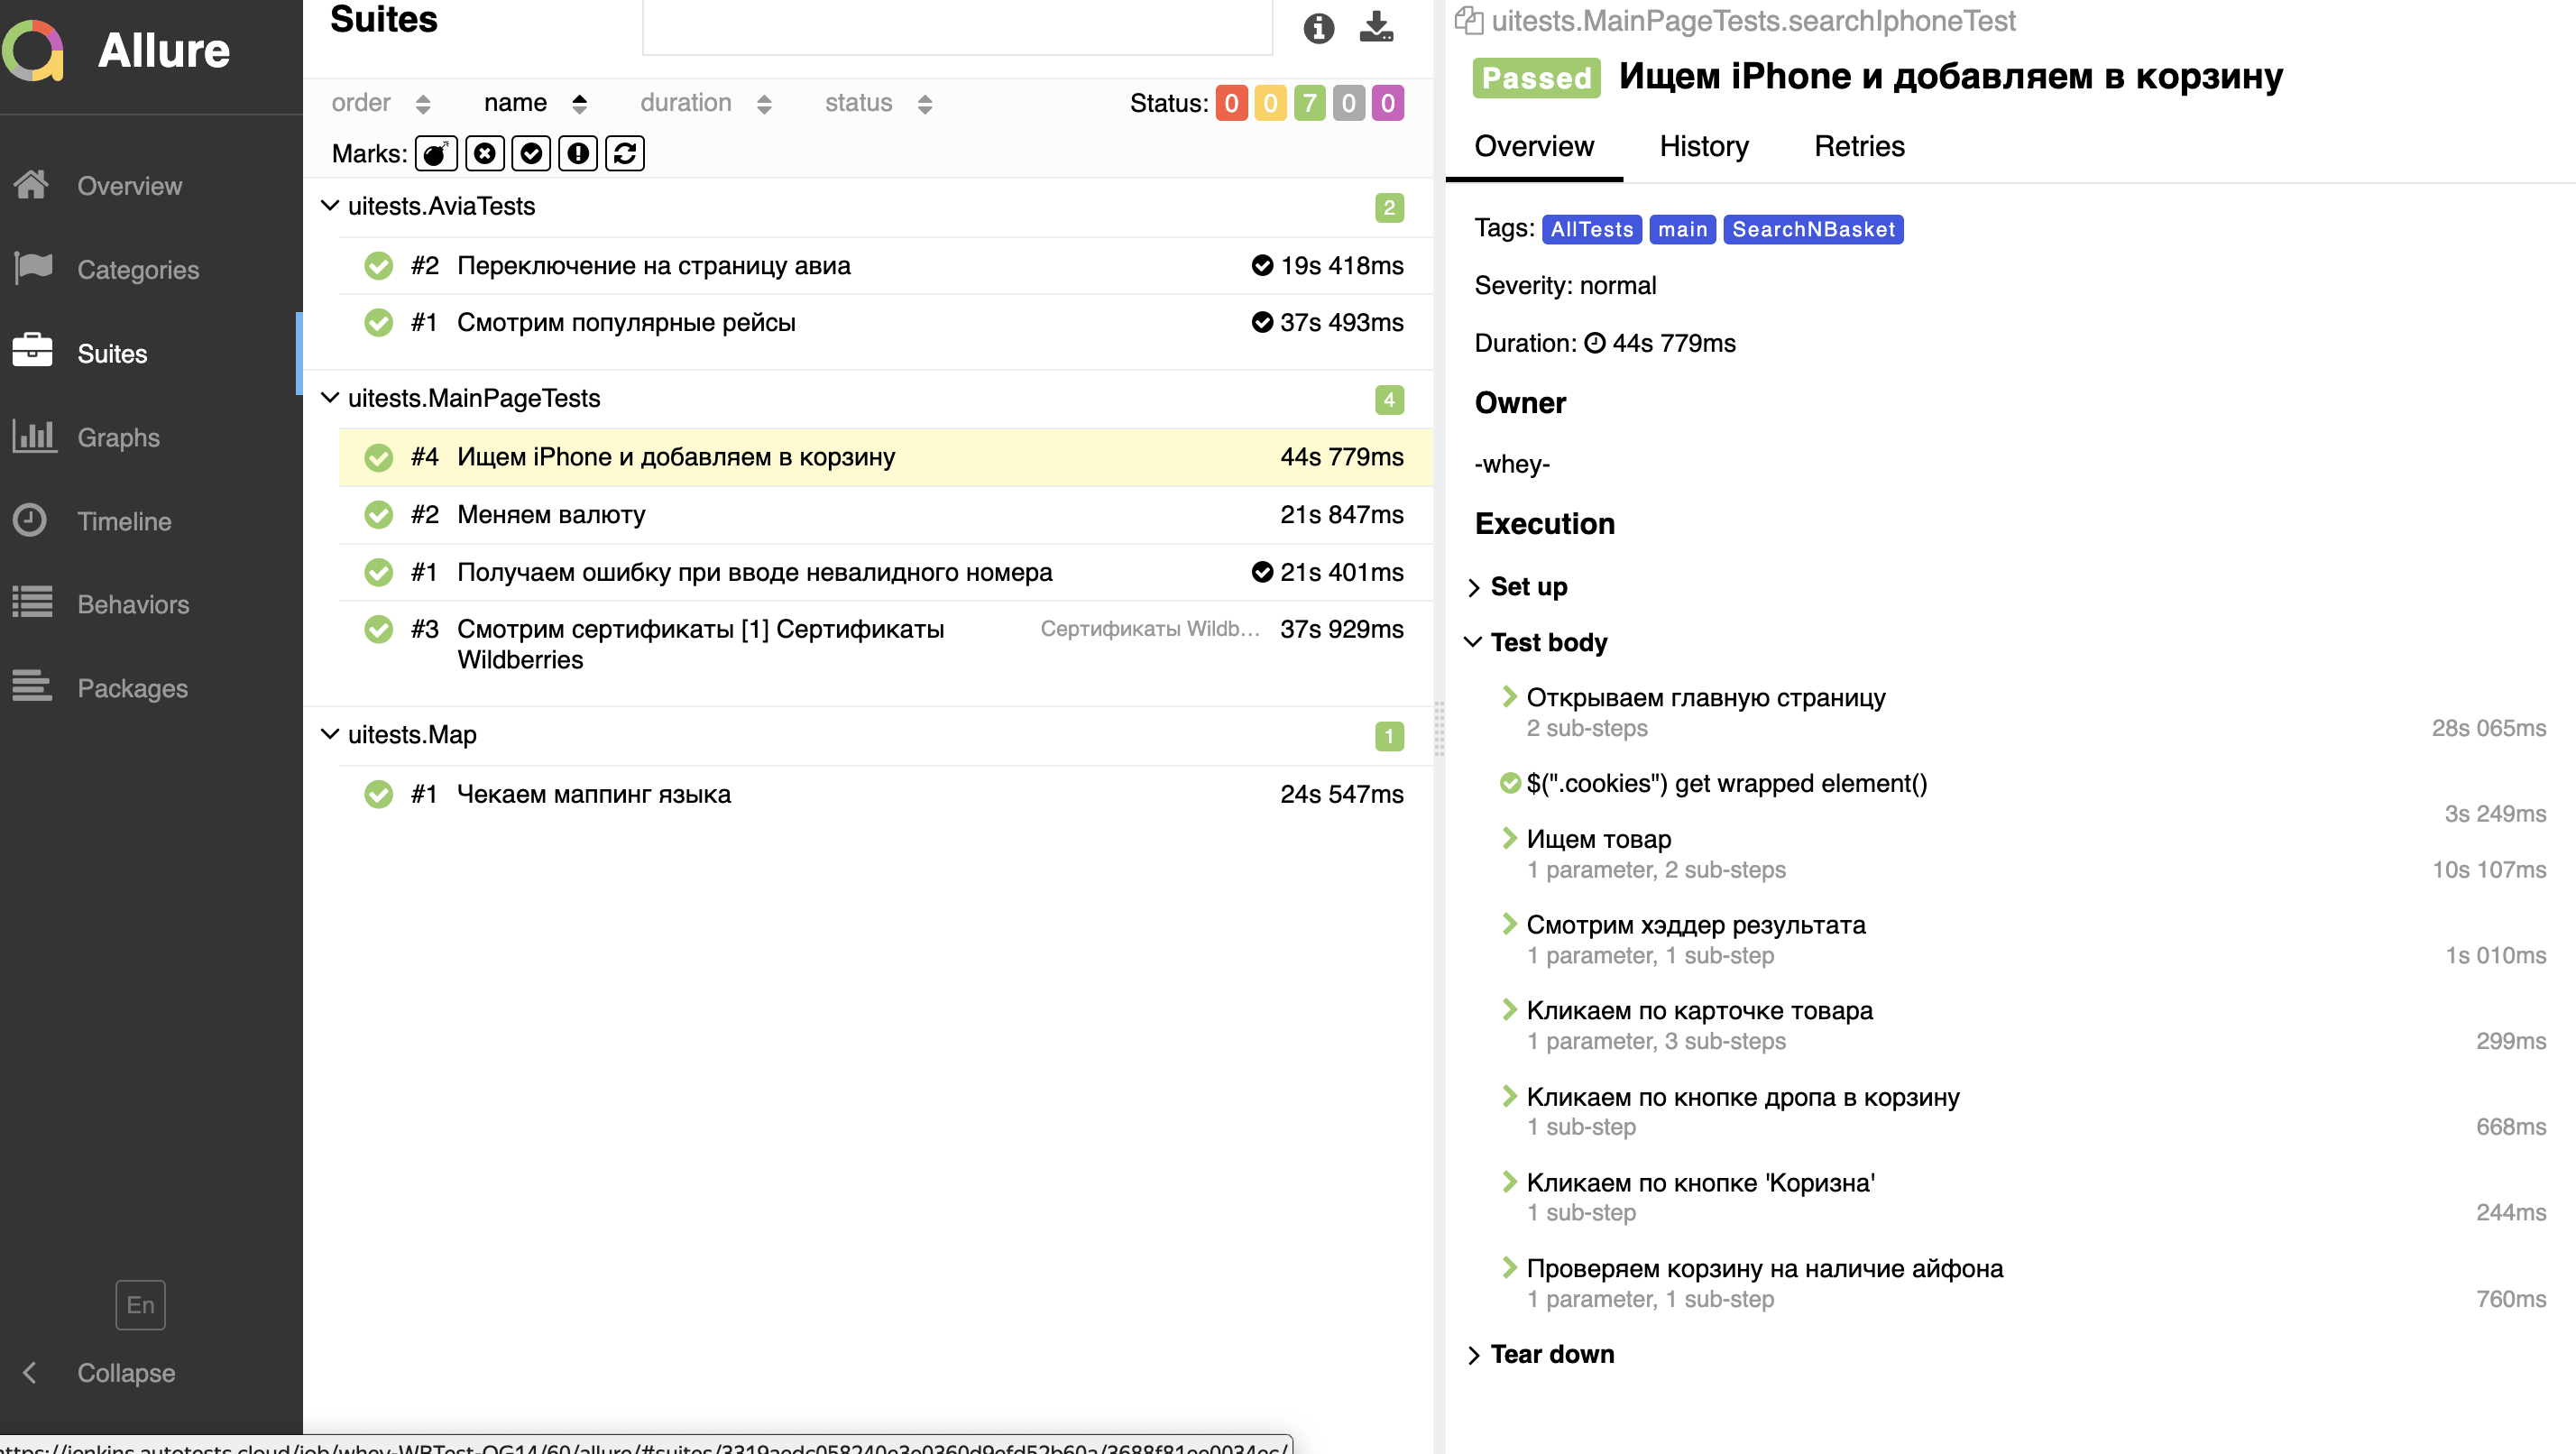 Allure
Overview
Categories
Suites
Graphs
Timeline
Behaviors
Packages
En
Collapse
Suites
order name duration status Status: 0 0 7 0 0
Marks:
uitests.AviaTests 2
#2 Переключение на страницу авиа 19s 418ms
#1 Смотрим популярные рейсы 37s 493ms
uitests.MainPageTests 4
#4 Ищем iPhone и добавляем в корзину 44s 779ms
#2 Меняем валюту 21s 847ms
#1 Получаем ошибку при вводе невалидного номера 21s 401ms
#3 Смотрим сертификаты [1] Сертификаты Сертификаты Wildb... 37s 929ms
Wildberries
uitests.Map 1
#1 Чекаем маппинг языка 24s 547ms
uitests.MainPageTests.searchIphoneTest
Passed Ищем iPhone и добавляем в корзину
Overview History Retries
Tags: AllTests main SearchNBasket
Severity: normal
Duration: 44s 779ms
Owner
-whey-
Execution
Set up
Test body
Открываем главную страницу
2 sub-steps 28s 065ms
$(".cookies") get wrapped element()
3s 249ms
Ищем товар
1 parameter, 2 sub-steps 10s 107ms
Смотрим хэддер результата
1 parameter, 1 sub-step 1s 010ms
Кликаем по карточке товара
1 parameter, 3 sub-steps 299ms
Кликаем по кнопке дропа в корзину
1 sub-step 668ms
Кликаем по кнопке 'Коризна'
1 sub-step 244ms
Проверяем корзину на наличие айфона
1 parameter, 1 sub-step 760ms
Tear down